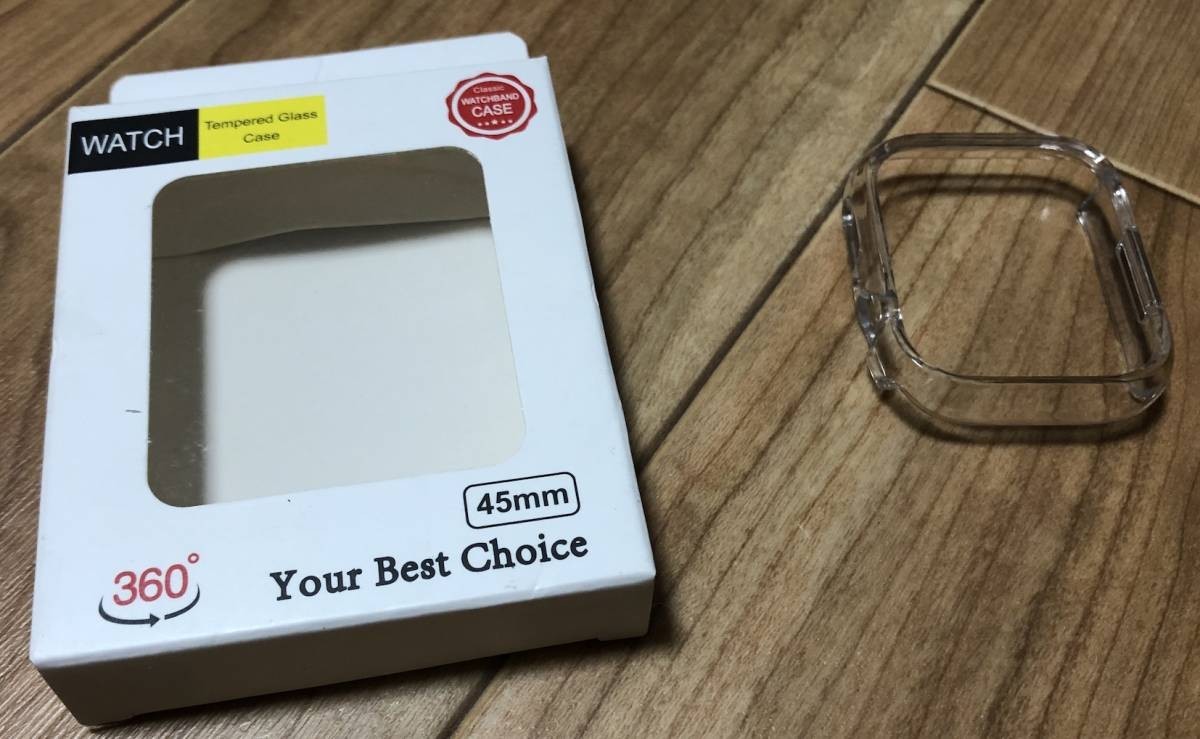 WATCH
Tempered Glass
Case
Classic
WATCHBAND
CASE
45mm
360°
Your Best Choice